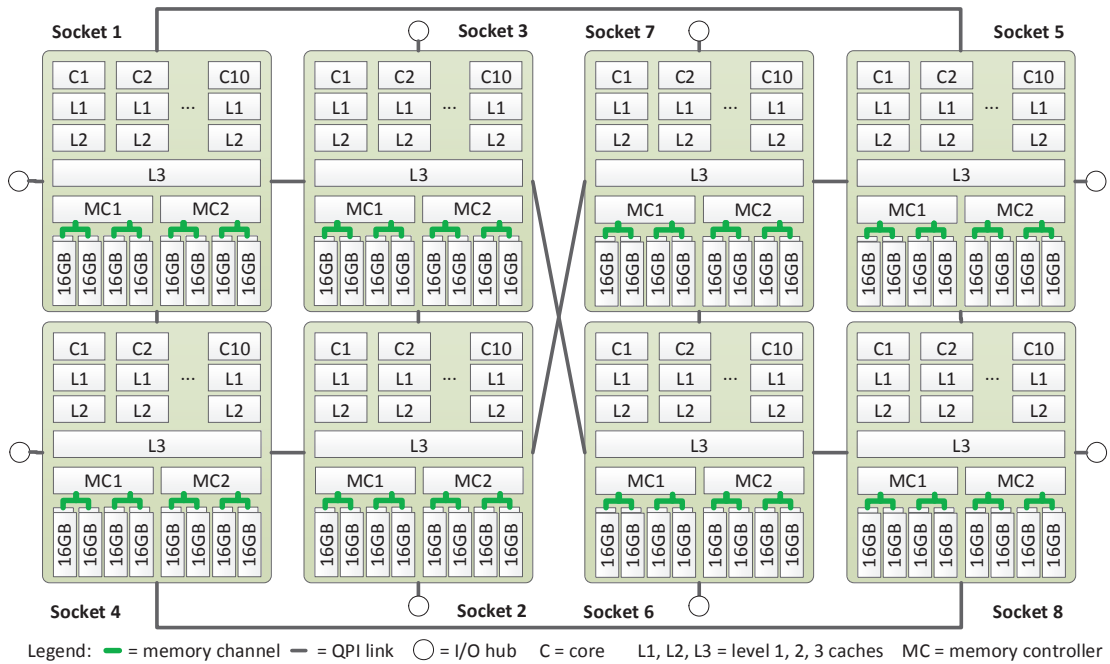 Socket 1 Socket 3 Socket 7 Socket 5
C1 C2 C10 C1 C2 C10 C1 C2 C10 C1 C2 C10
L1 L1 ... L1 L1 L1 ... L1 L1 L1 ... L1 L1 L1 ... L1
L2 L2 L2 L2 L2 L2 L2 L2 L2 L2 L2 L2
L3 L3 L3 L3
MC1 MC2 MC1 MC2 MC1 MC2 MC1 MC2
16GB 16GB 16GB 16GB 16GB 16GB 16GB 16GB 16GB 16GB 16GB 16GB 16GB 16GB 16GB 16GB 16GB 16GB 16GB 16GB 16GB 16GB 16GB 16GB 16GB 16GB 16GB 16GB 16GB 16GB 16GB 16GB
C1 C2 C10 C1 C2 C10 C1 C2 C10 C1 C2 C10
L1 L1 ... L1 L1 L1 ... L1 L1 L1 ... L1 L1 L1 ... L1
L2 L2 L2 L2 L2 L2 L2 L2 L2 L2 L2 L2
L3 L3 L3 L3
MC1 MC2 MC1 MC2 MC1 MC2 MC1 MC2
16GB 16GB 16GB 16GB 16GB 16GB 16GB 16GB 16GB 16GB 16GB 16GB 16GB 16GB 16GB 16GB 16GB 16GB 16GB 16GB 16GB 16GB 16GB 16GB 16GB 16GB 16GB 16GB 16GB 16GB 16GB 16GB
Socket 4 Socket 2 Socket 6 Socket 8
Legend: = memory channel = QPI link = I/O hub C = core L1, L2, L3 = level 1, 2, 3 caches MC = memory controller